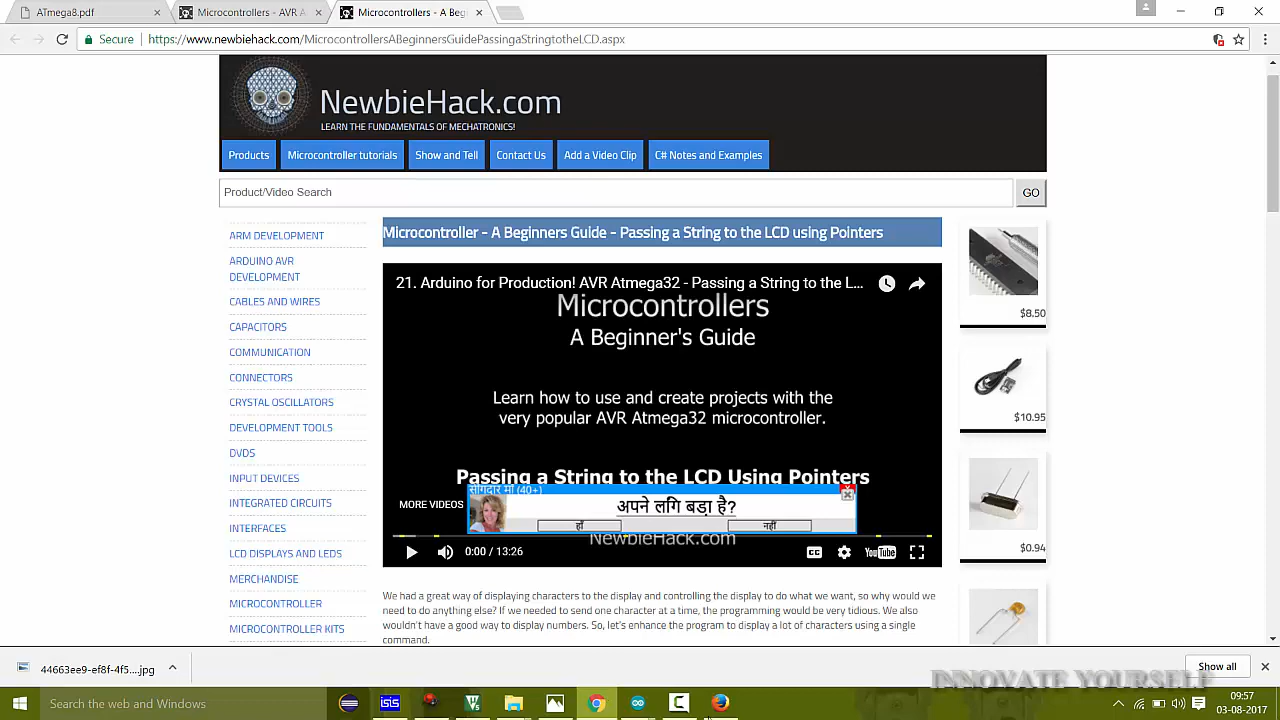 ATmega8.pdf
Microcontrollers - AVR A
Microcontrollers - A Beg
Secure
https://www.newbiehack.com/MicrocontrollersABeginnersGuidePassingaStringtotheLCD.aspx
NewbieHack.com
LEARN THE FUNDAMENTALS OF MECHATRONICS!
Products
Microcontroller tutorials
Show and Tell
Contact Us
Add a Video Clip
C# Notes and Examples
Product/Video Search
GO
ARM DEVELOPMENT
ARDUINO AVR
DEVELOPMENT
CABLES AND WIRES
CAPACITORS
COMMUNICATION
CONNECTORS
CRYSTAL OSCILLATORS
DEVELOPMENT TOOLS
DVDS
INPUT DEVICES
INTEGRATED CIRCUITS
INTERFACES
LCD DISPLAYS AND LEDS
MERCHANDISE
MICROCONTROLLER
MICROCONTROLLER KITS
Microcontroller - A Beginners Guide - Passing a String to the LCD using Pointers
21. Arduino for Production! AVR Atmega32 - Passing a String to the L...
Microcontrollers
A Beginner's Guide
Learn how to use and create projects with the
very popular AVR Atmega32 microcontroller.
Passing a String to the LCD Using Pointers
MORE VIDEOS
(40+)
अपने लगि बड़ा है?
हाँ
नहीं
NewbieHack.com
0:00 / 13:26
CC
YouTube
We had a great way of displaying characters to the display and controlling the display to do what we want, so why would we
need to do anything else? If we needed to send one character at a time, the programming would be very tidious. We also
wouldn't have a good way to display numbers. So, let's enhance the program to display a lot of characters using a single
command.
$8.50
$10.95
$0.94
44663ee9-ef8f-4f5....jpg
Show all
INNOVATE YOURSELF
Search the web and Windows
isis
09:57
03-08-2017